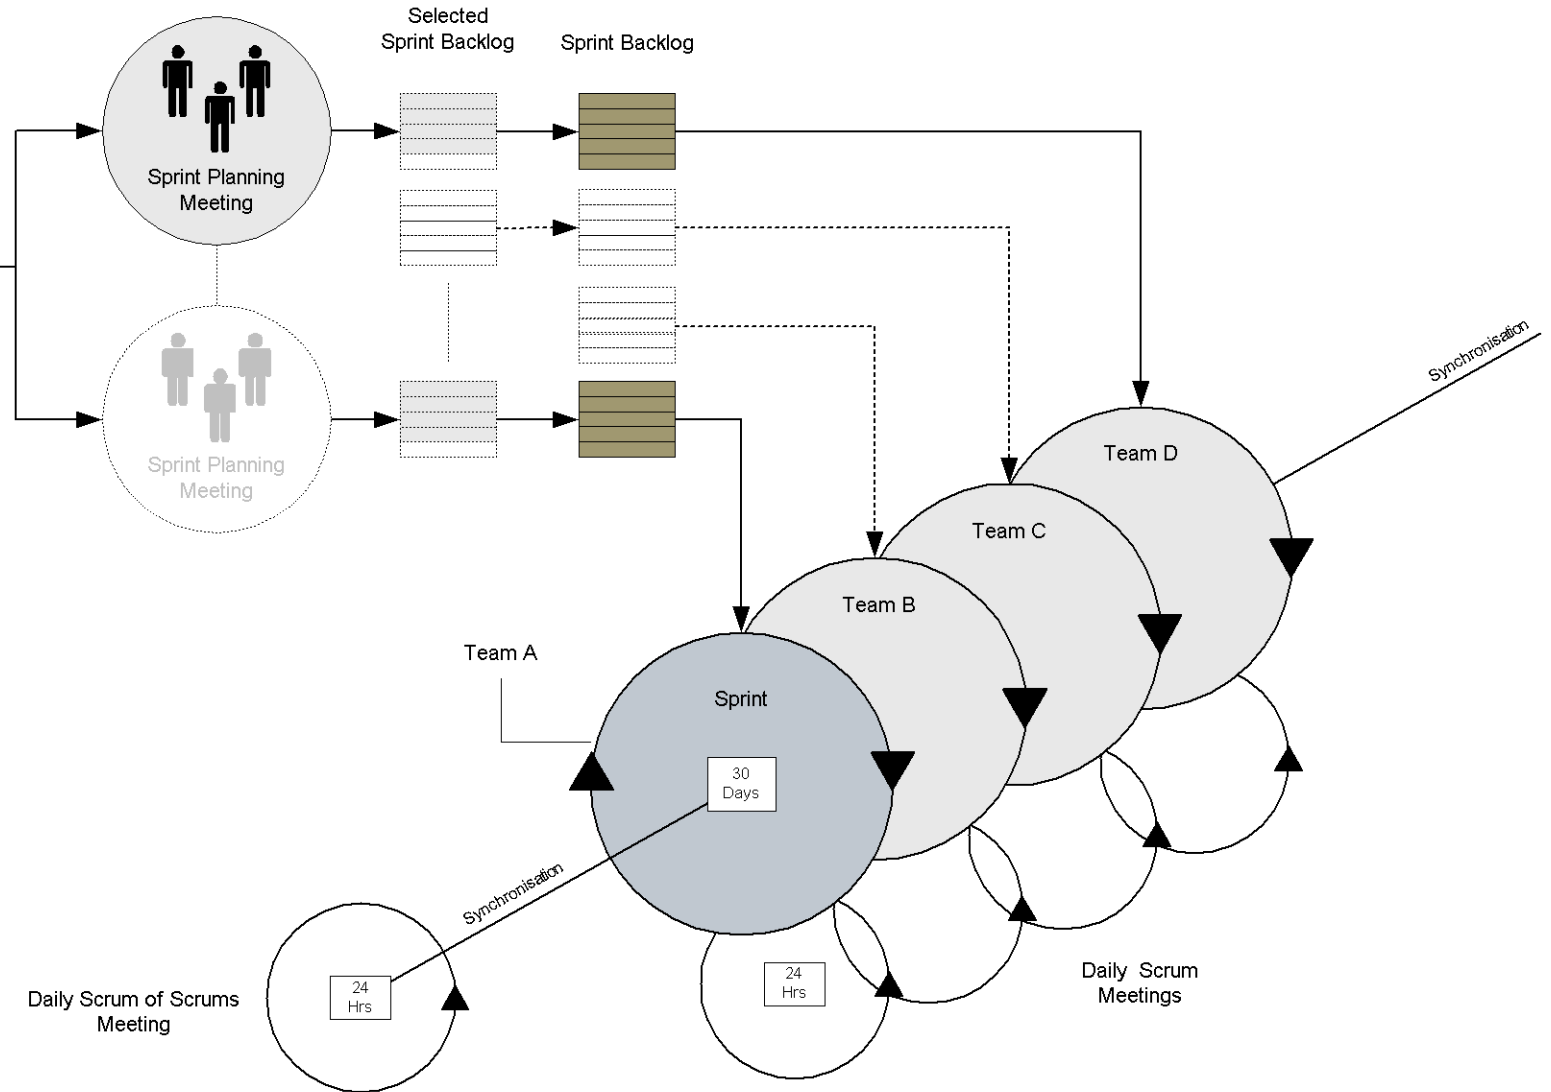 Selected
Sprint Backlog
Sprint Backlog
Sprint Planning
Meeting
Sprint Planning
Meeting
Synchronisation
Team D
Team C
Team B
Team A
Sprint
30
Days
Synchronisation
24
Hrs
Daily Scrum of Scrums
Meeting
24
Hrs
Daily Scrum
Meetings